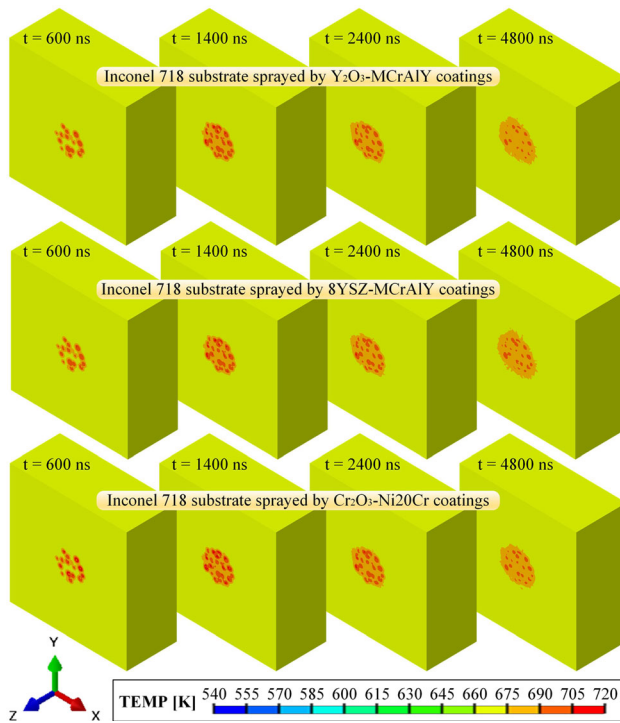 t = 600 ns t = 1400 ns t = 2400 ns t = 4800 ns
Inconel 718 substrate sprayed by Y₂O₃-MCrAlY coatings
t = 600 ns t = 1400 ns t = 2400 ns t = 4800 ns
Inconel 718 substrate sprayed by 8YSZ-MCrAlY coatings
t = 600 ns t = 1400 ns t = 2400 ns t = 4800 ns
Inconel 718 substrate sprayed by Cr₂O₃-Ni20Cr coatings
Y
Z X
TEMP [K] 540 555 570 585 600 615 630 645 660 675 690 705 720